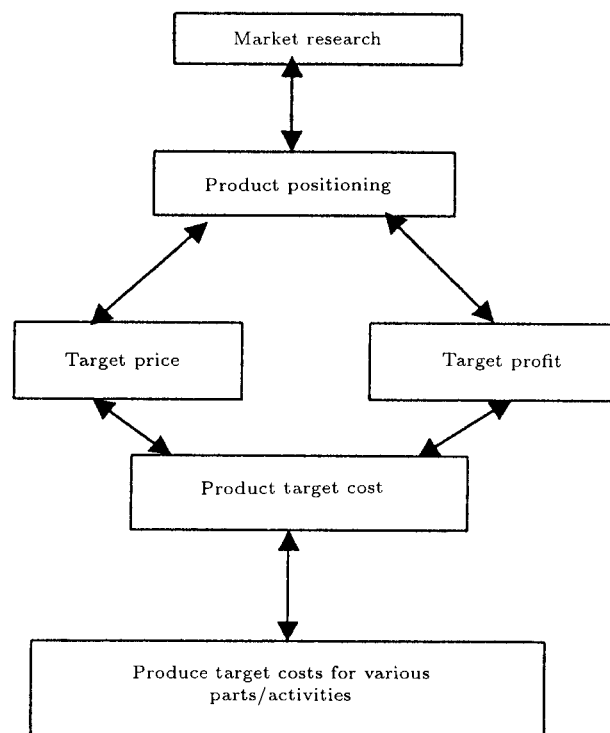 Market research
Product positioning
Target price
Target profit
Product target cost
Produce target costs for various
parts/activities